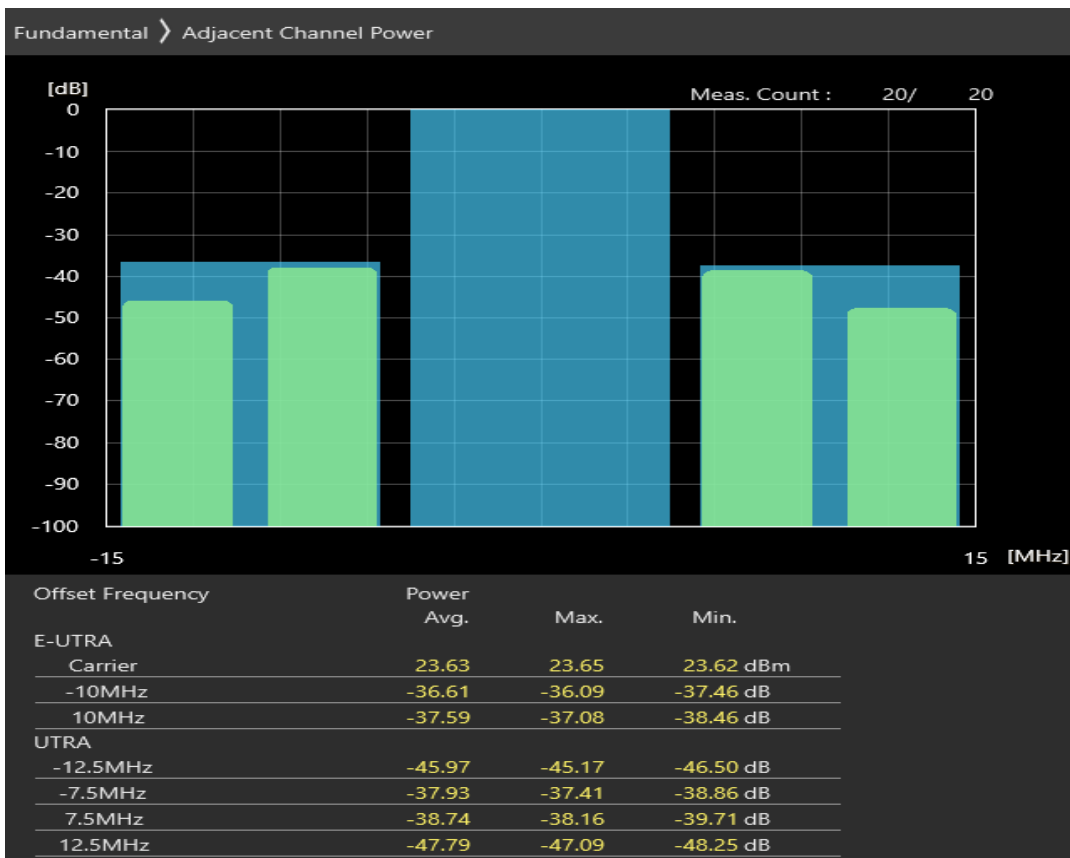 Fundamental 〉 Adjacent Channel Power
[dB]
Meas. Count : 20/ 20
0
-10
-20
-30
-40
-50
-60
-70
-80
-90
-100
-15 15 [MHz]
Offset Frequency Power
Avg. Max. Min.
E-UTRA
Carrier 23.63 23.65 23.62 dBm
-10MHz -36.61 -36.09 -37.46 dB
10MHz -37.59 -37.08 -38.46 dB
UTRA
-12.5MHz -45.97 -45.17 -46.50 dB
-7.5MHz -37.93 -37.41 -38.86 dB
7.5MHz -38.74 -38.16 -39.71 dB
12.5MHz -47.79 -47.09 -48.25 dB